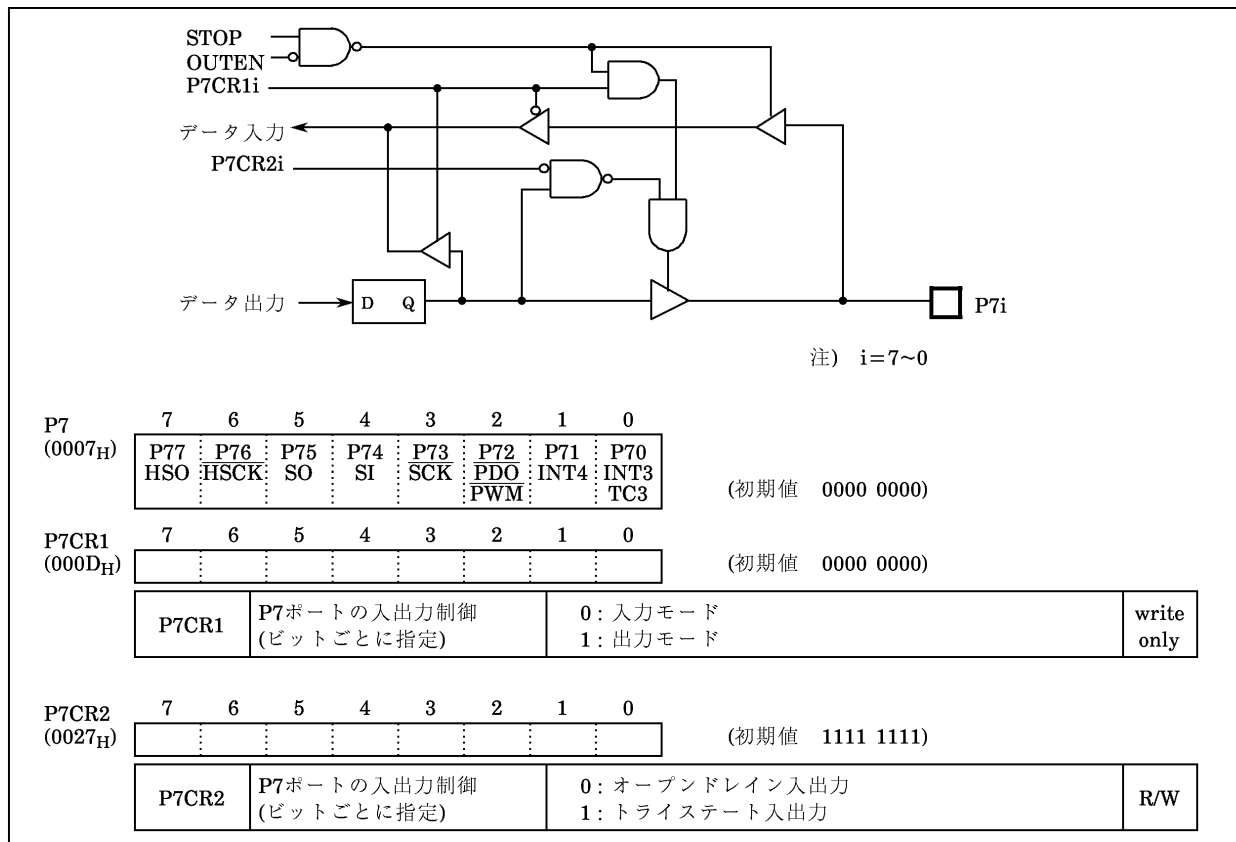 STOP
OUTEN
P7CR1i
データ入力
P7CR2i
データ出力
D Q
P7i
注) i=7~0
P7
(0007H)
7 6 5 4 3 2 1 0
P77 P76 P75 P74 P73 P72 P71 P70
HSO HSCK SO SI SCK PDO INT4 INT3
PWM TC3
(初期値 0000 0000)
P7CR1
(000DH)
7 6 5 4 3 2 1 0
(初期値 0000 0000)
P7CR1
P7ポートの入出力制御
(ビットごとに指定)
0: 入力モード
1: 出力モード
write
only
P7CR2
(0027H)
7 6 5 4 3 2 1 0
(初期値 1111 1111)
P7CR2
P7ポートの入出力制御
(ビットごとに指定)
0: オープンドレイン入出力
1: トライステート入出力
R/W